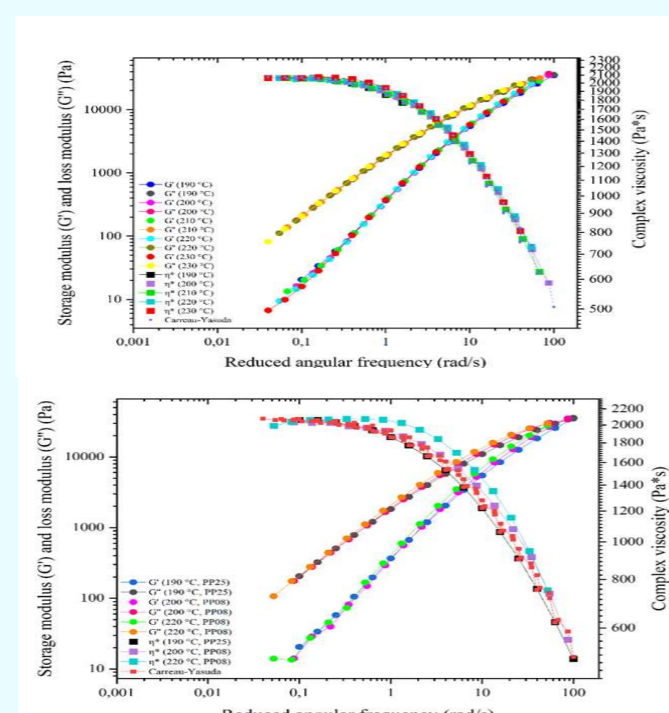 Storage modulus (G') and loss modulus (G") (Pa)
10000
1000
100
10
G' (190 °C)
G" (190 °C)
G' (200 °C)
G" (200 °C)
G' (210 °C)
G" (210 °C)
G' (220 °C)
G" (220 °C)
G' (230 °C)
G" (230 °C)
η* (190 °C)
η* (200 °C)
η* (210 °C)
η* (220 °C)
η* (230 °C)
Carreau-Yasuda
2300
2200
2100
2000
1900
1800
1700
1600
1500
1400
1300
1200
1100
1000
900
800
700
600
500
Complex viscosity (Pa*s)
0,001 0,01 0,1 1 10 100
Reduced angular frequency (rad/s)
Storage modulus (G') and loss modulus (G") (Pa)
10000
1000
100
10
G' (190 °C, PP25)
G" (190 °C, PP25)
G' (200 °C, PP08)
G" (200 °C, PP08)
G' (220 °C, PP08)
G" (220 °C, PP08)
η* (190 °C, PP25)
η* (200 °C, PP08)
η* (220 °C, PP08)
Carreau-Yasuda
2200
2000
1800
1600
1400
1200
1000
800
600
Complex viscosity (Pa*s)
0,001 0,01 0,1 1 10 100
Reduced angular frequency (rad/s)